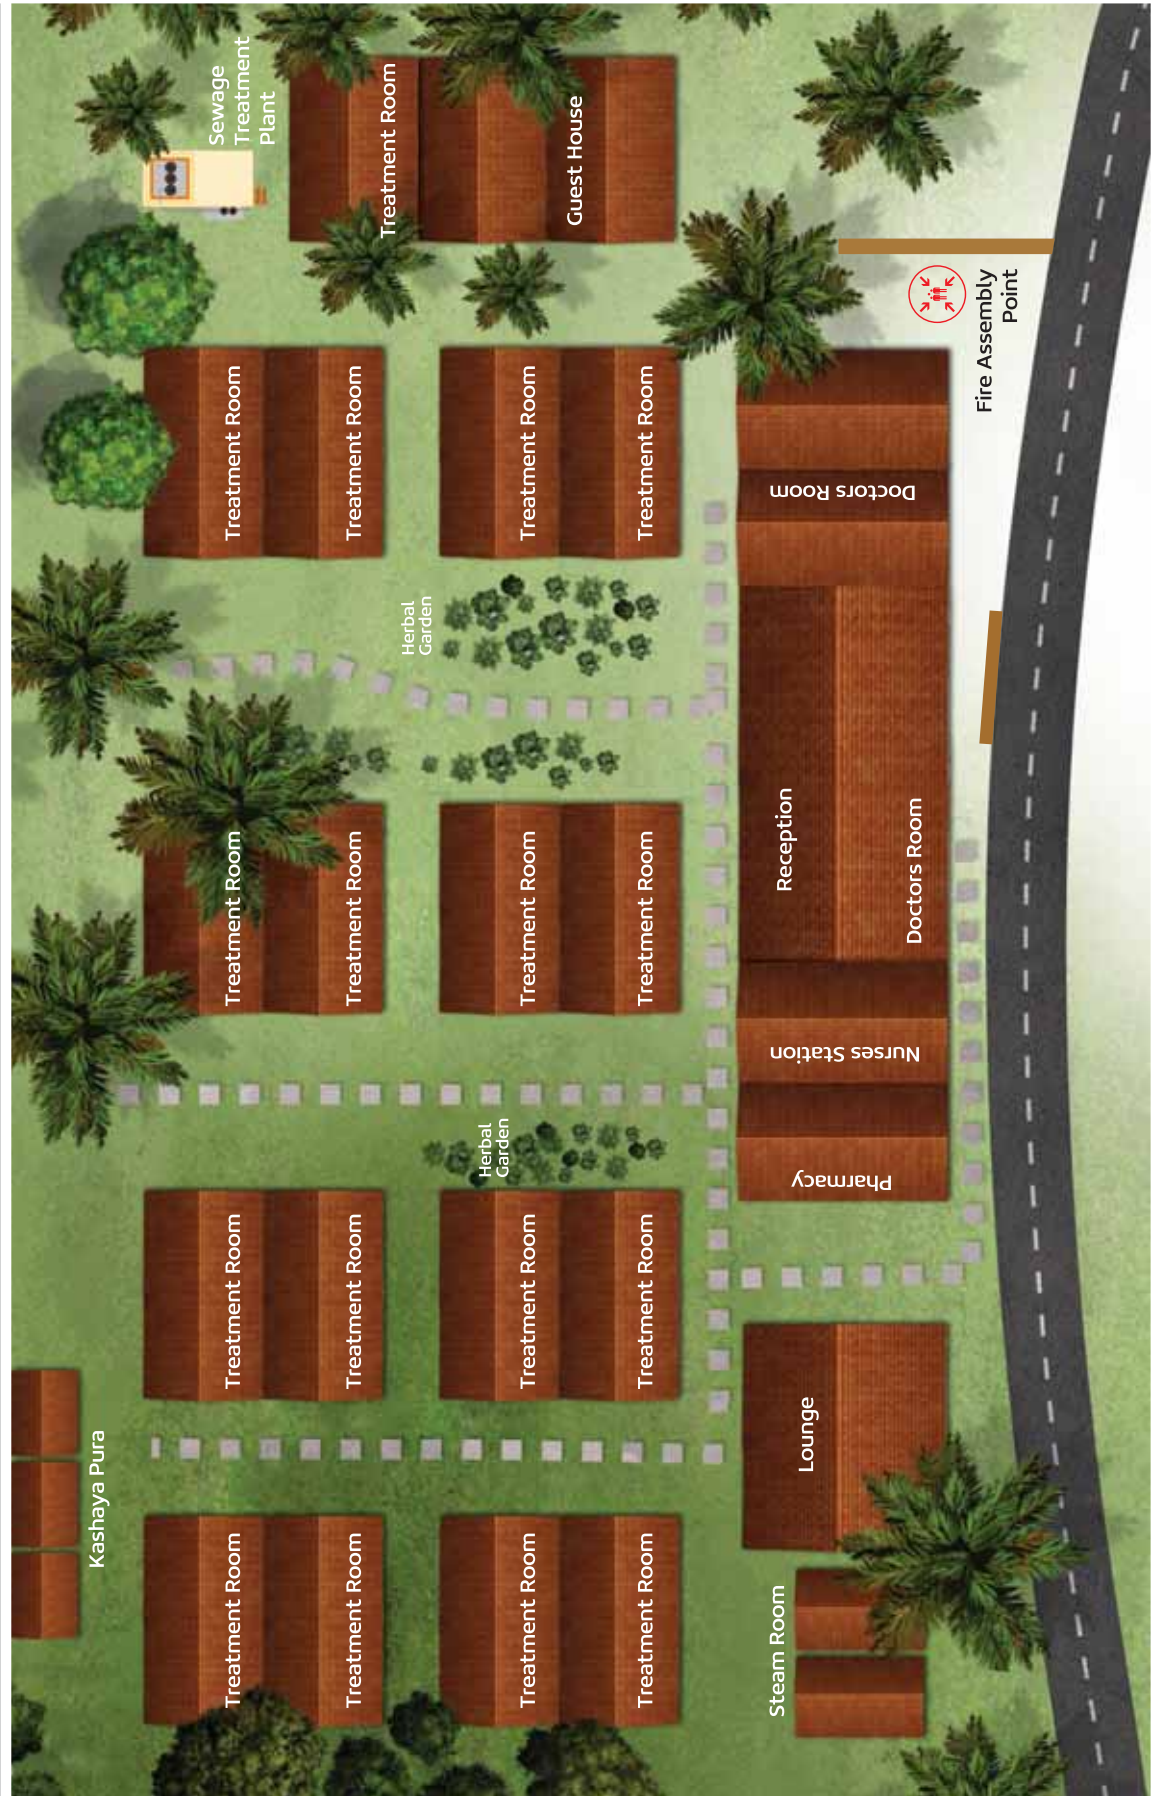 Kashaya Pura
Sewage
Treatment
Plant
Treatment Room
Treatment Room
Treatment Room
Treatment Room
Treatment Room
Treatment Room
Treatment Room
Treatment Room
Treatment Room
Herbal
Garden
Herbal
Garden
Treatment Room
Treatment Room
Treatment Room
Treatment Room
Guest House
Treatment Room
Treatment Room
Treatment Room
Treatment Room
Steam Room
Lounge
Pharmacy
Nurses Station
Reception
Doctors Room
Doctors Room
Fire Assembly
Point